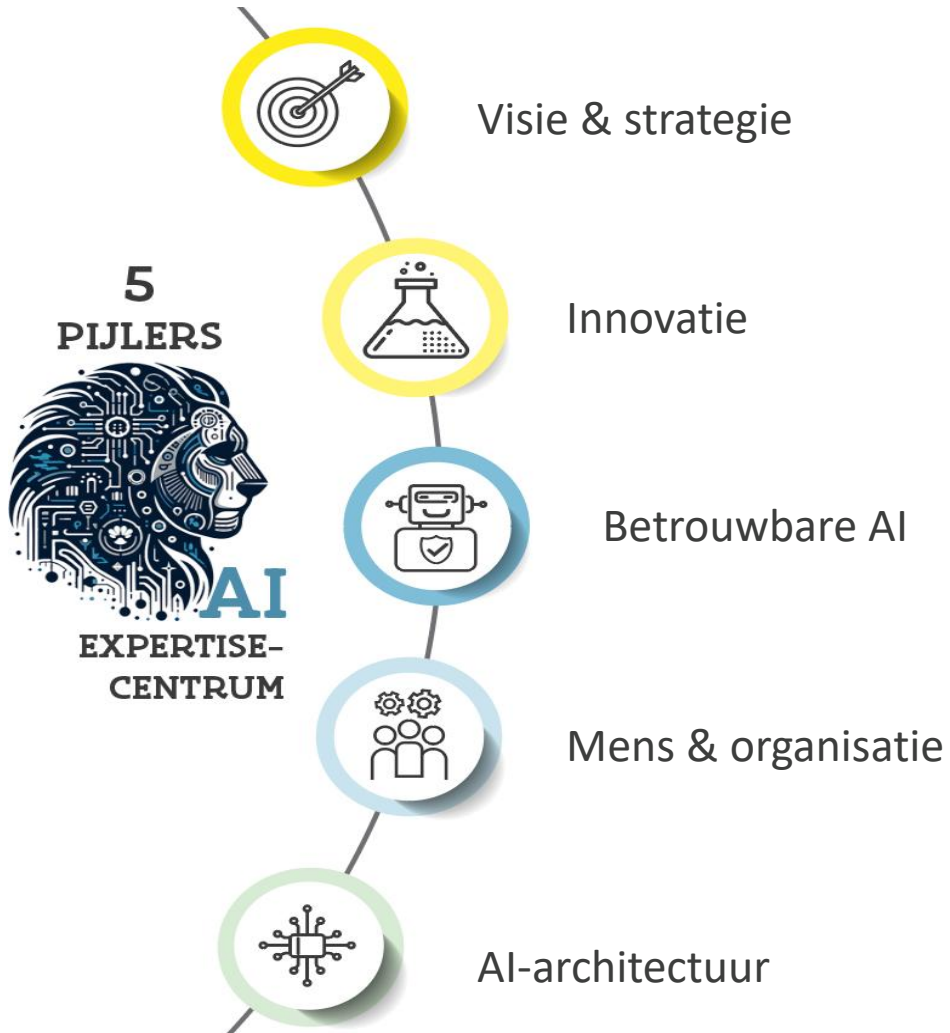 Visie & strategie
5
PIJLERS
Innovatie
Betrouwbare AI
AI
EXPERTISE-
CENTRUM
Mens & organisatie
AI-architectuur